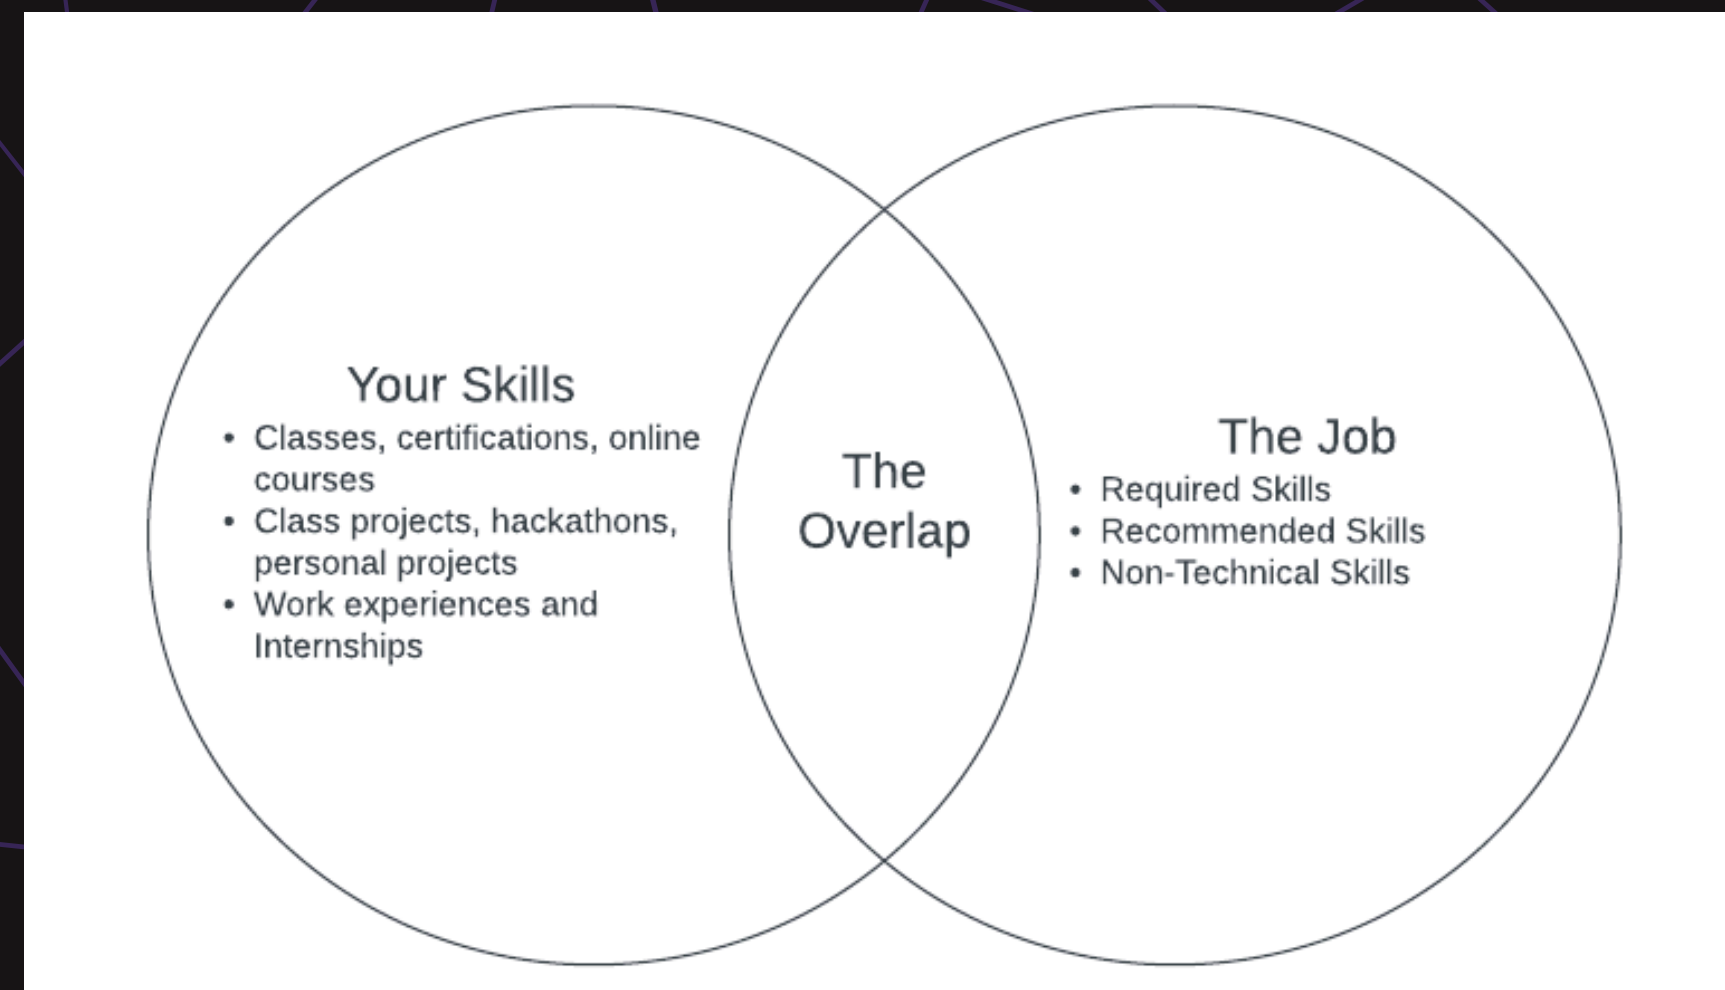 Your Skills
• Classes, certifications, online
courses
• Class projects, hackathons,
personal projects
• Work experiences and
Internships
The
Overlap
The Job
• Required Skills
• Recommended Skills
• Non-Technical Skills